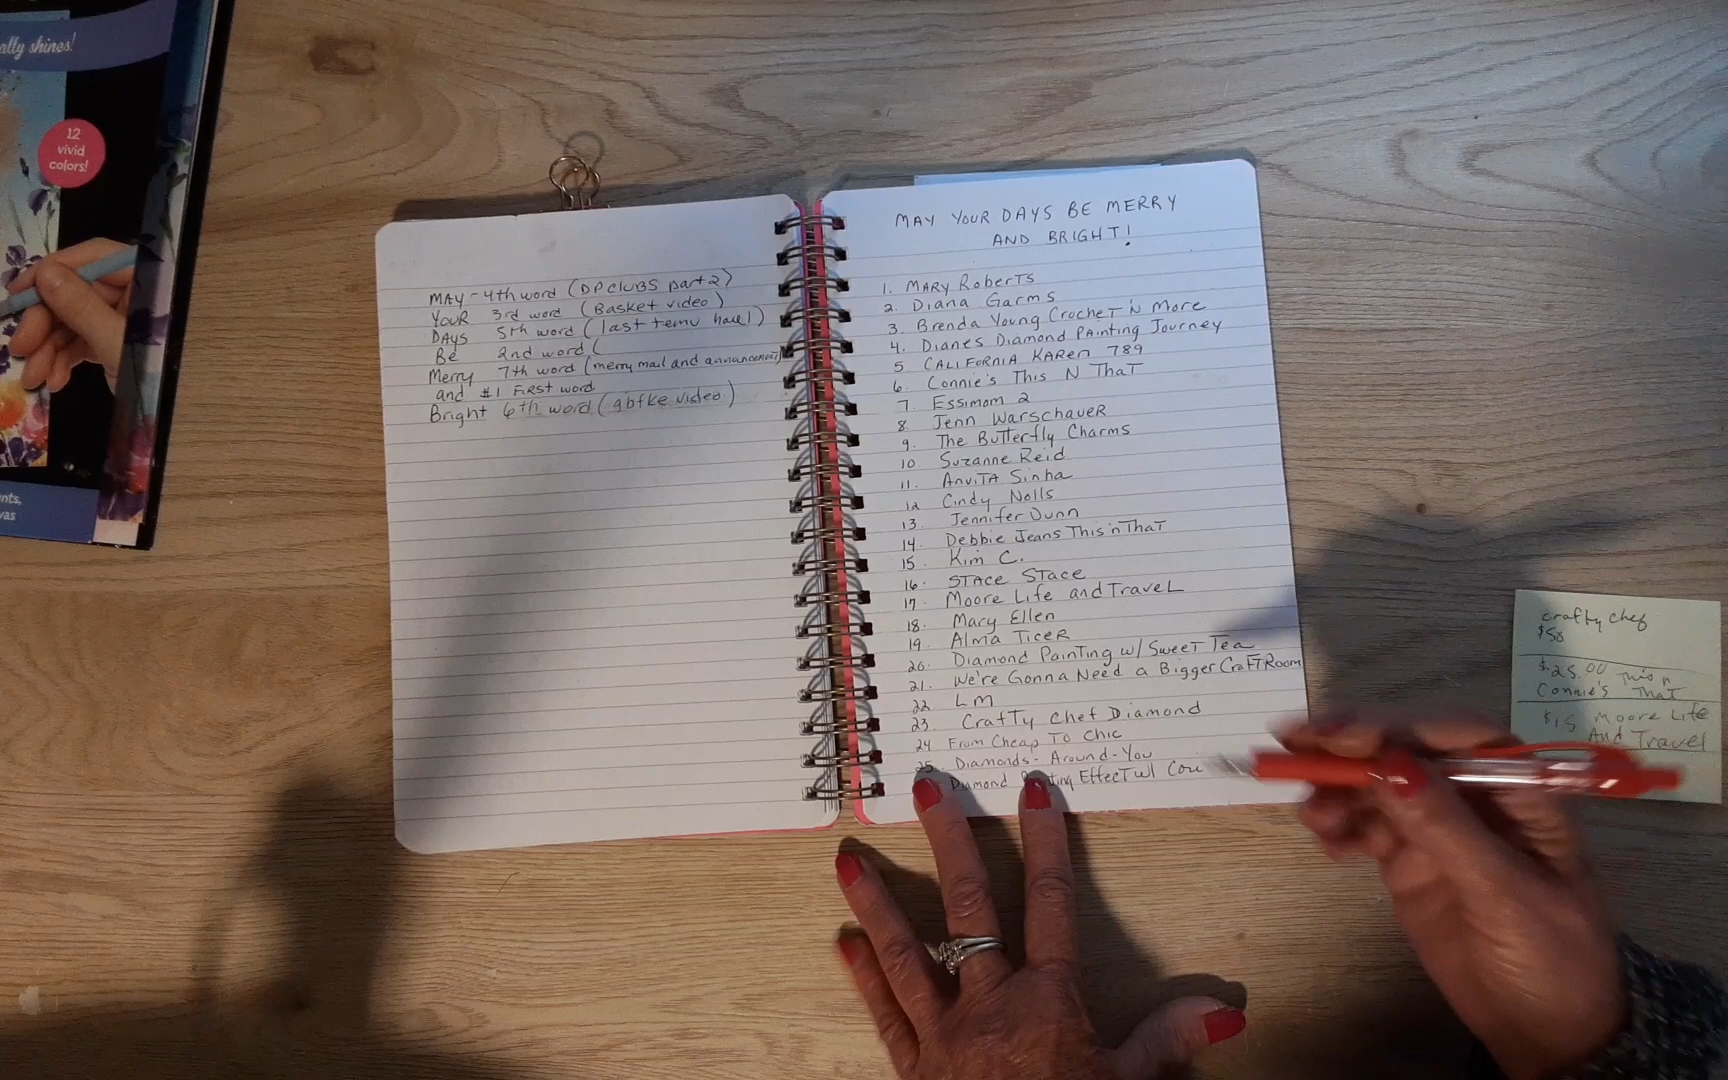 ally shines!
12
vivid
colors!
nts,
vas
MAY - 4th word (DP CLUBS part 2)
YOUR 3rd word (Basket video)
DAYS 5th word (last temu haul)
Be 2nd word (
Merry 7th word (merry mail and announcement)
and #1 FIRST word
Bright 6th word (gbfke video)
MAY YOUR DAYS BE MERRY
AND BRIGHT!
1. MARY ROBERTS
2. Diana Garms
3. Brenda Young Crochet 'N More
4. Dianes Diamond Painting Journey
5. CALIFORNIA KAREN 789
6. Connie's This N That
7. Essimom 2
8. Jenn Warschauer
9. The Butterfly Charms
10 Suzanne Reid
11. Anvita Sinha
12 Cindy Nolls
13. Jennifer Dunn
14. Debbie Jeans This 'n That
15. Kim C.
16. Stace Stace
17. Moore Life and Travel
18. Mary Ellen
19. Alma Ticer
20. Diamond Painting w/ Sweet Tea
21. We're Gonna Need a Bigger Craft Room
22 LM
23. Crafty Chef Diamond
24 From Cheap To Chic
25. Diamonds-Around-You
Diamond Effect w/
crafty chef
$50
$25.00 This n
Connie's That
$15 Moore Life
And Travel